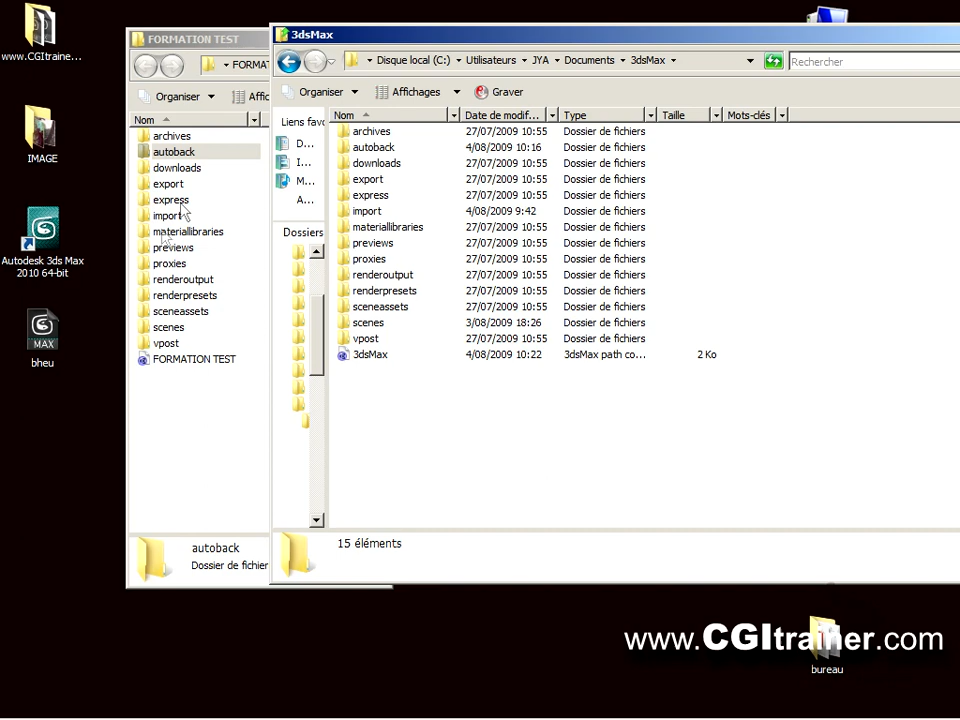 www.CGItraine...
IMAGE
Autodesk 3ds Max
2010 64-bit
MAX
bheu
FORMATION TEST
FORMA
Organiser
Affic
Nom
archives
autoback
downloads
export
express
import
materiallibraries
previews
proxies
renderoutput
renderpresets
sceneassets
scenes
vpost
FORMATION TEST
autoback
Dossier de fichier
3dsMax
Disque local (C:) Utilisateurs JYA Documents 3dsMax
Rechercher
Organiser Affichages Graver
Liens favo
D...
I...
M...
A...
Dossiers
Nom Date de modif... Type Taille Mots-clés
archives 27/07/2009 10:55 Dossier de fichiers
autoback 4/08/2009 10:16 Dossier de fichiers
downloads 27/07/2009 10:55 Dossier de fichiers
export 27/07/2009 10:55 Dossier de fichiers
express 27/07/2009 10:55 Dossier de fichiers
import 4/08/2009 9:42 Dossier de fichiers
materiallibraries 27/07/2009 10:55 Dossier de fichiers
previews 27/07/2009 10:55 Dossier de fichiers
proxies 27/07/2009 10:55 Dossier de fichiers
renderoutput 27/07/2009 10:55 Dossier de fichiers
renderpresets 27/07/2009 10:55 Dossier de fichiers
sceneassets 27/07/2009 10:55 Dossier de fichiers
scenes 3/08/2009 18:26 Dossier de fichiers
vpost 27/07/2009 10:55 Dossier de fichiers
3dsMax 4/08/2009 10:22 3dsMax path co... 2 Ko
15 éléments
www.CGItrainer.com
bureau